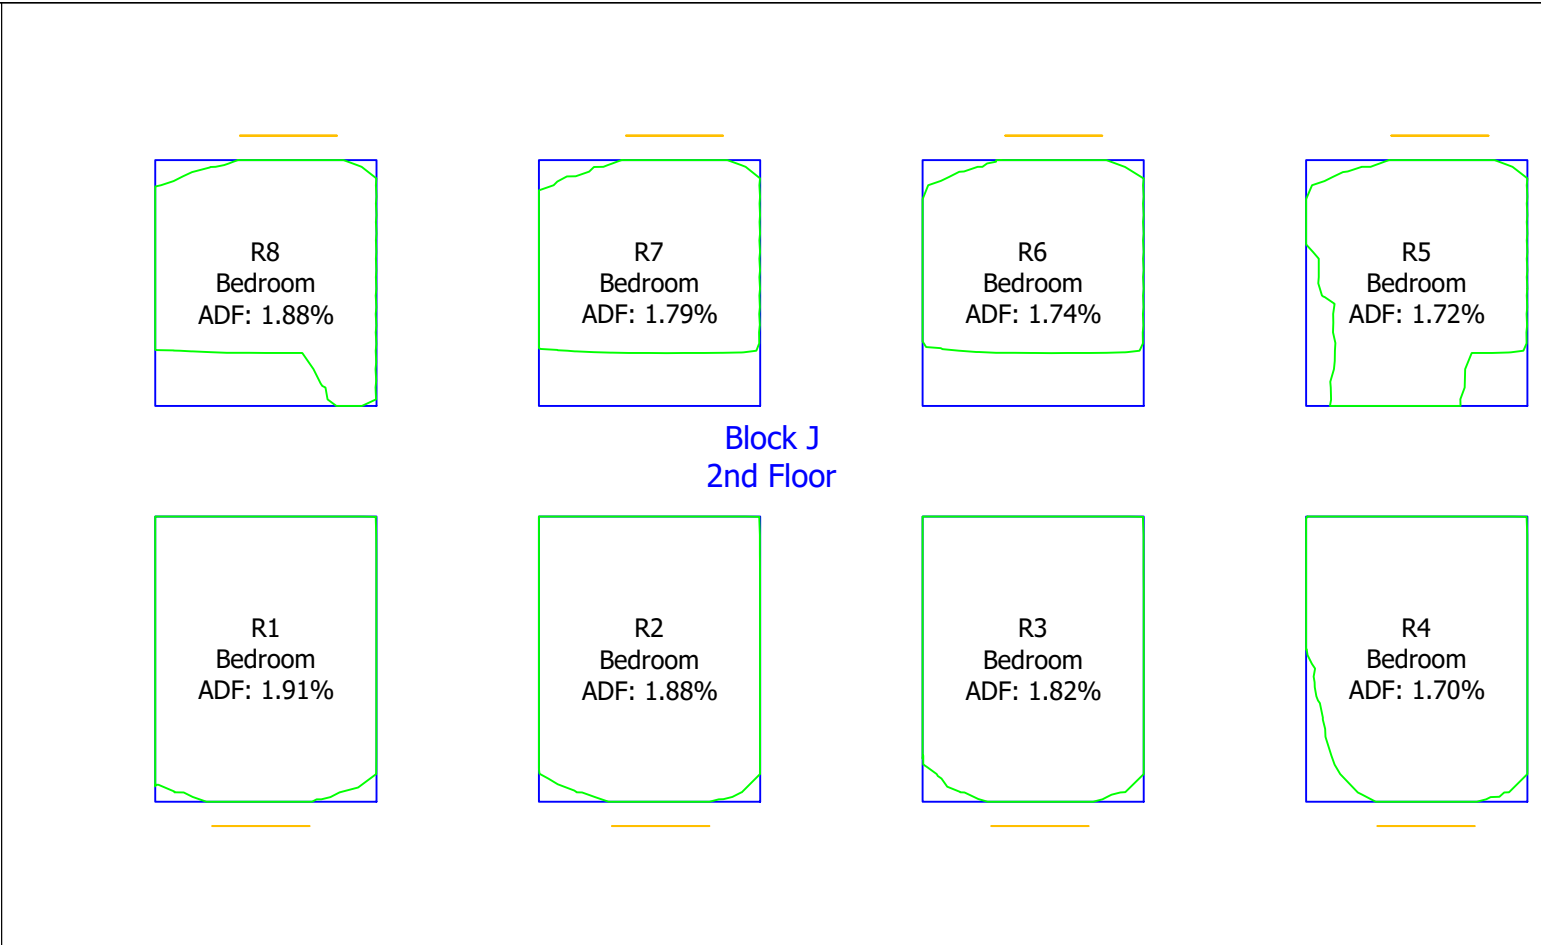 R8
Bedroom
ADF: 1.88%
R7
Bedroom
ADF: 1.79%
R6
Bedroom
ADF: 1.74%
R5
Bedroom
ADF: 1.72%
Block J
2nd Floor
R1
Bedroom
ADF: 1.91%
R2
Bedroom
ADF: 1.88%
R3
Bedroom
ADF: 1.82%
R4
Bedroom
ADF: 1.70%